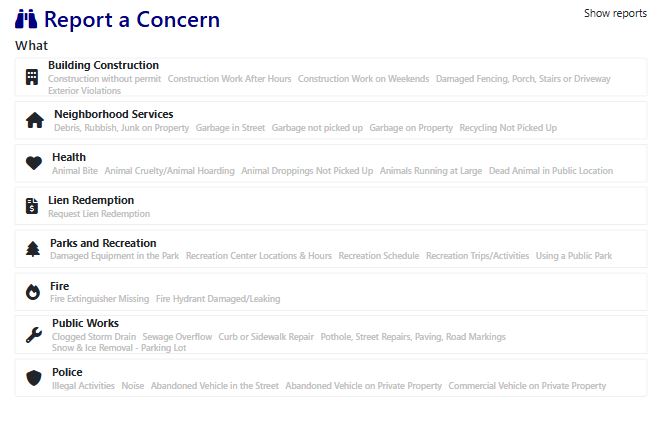 Report a Concern
Show reports
What
Building Construction
Construction without permit Construction Work After Hours Construction Work on Weekends Damaged Fencing, Porch, Stairs or Driveway
Exterior Violations
Neighborhood Services
Debris, Rubbish, Junk on Property Garbage in Street Garbage not picked up Garbage on Property Recycling Not Picked Up
Health
Animal Bite Animal Cruelty/Animal Hoarding Animal Droppings Not Picked Up Animals Running at Large Dead Animal in Public Location
Lien Redemption
Request Lien Redemption
Parks and Recreation
Damaged Equipment in the Park Recreation Center Locations & Hours Recreation Schedule Recreation Trips/Activities Using a Public Park
Fire
Fire Extinguisher Missing Fire Hydrant Damaged/Leaking
Public Works
Clogged Storm Drain Sewage Overflow Curb or Sidewalk Repair Pothole, Street Repairs, Paving, Road Markings
Snow & Ice Removal - Parking Lot
Police
Illegal Activities Noise Abandoned Vehicle in the Street Abandoned Vehicle on Private Property Commercial Vehicle on Private Property